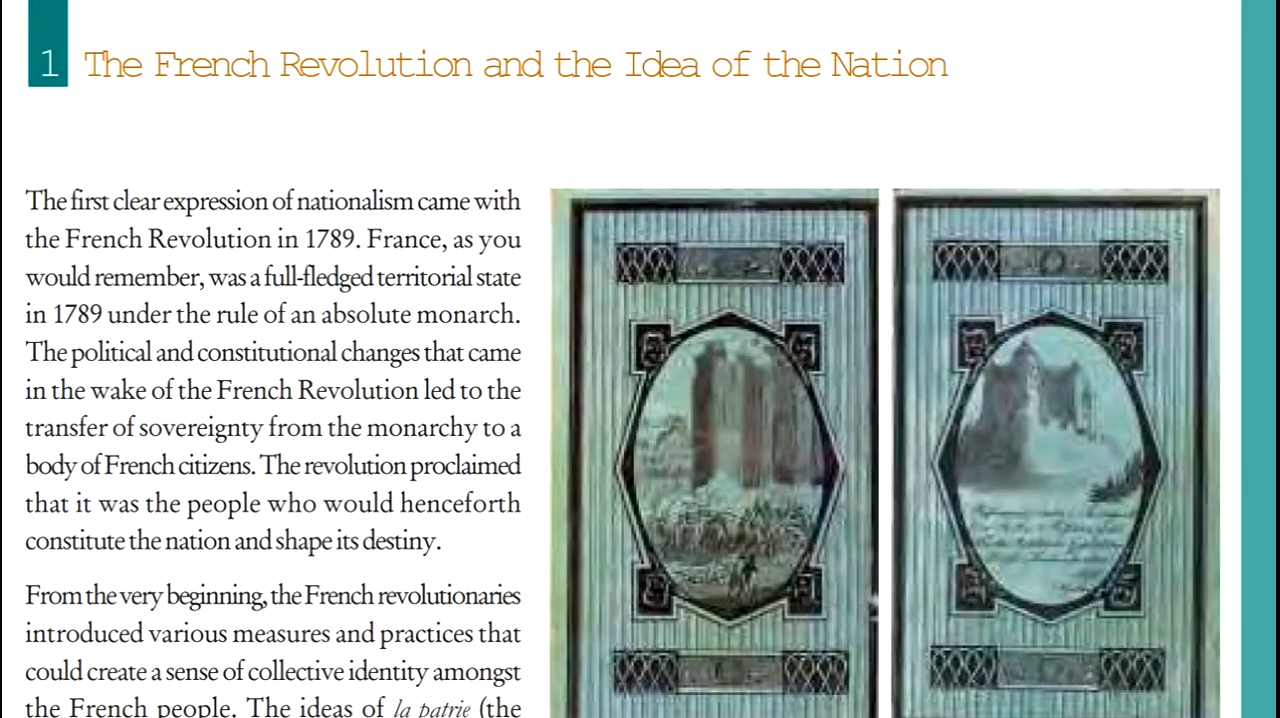 1 The French Revolution and the Idea of the Nation
The first clear expression of nationalism came with
the French Revolution in 1789. France, as you
would remember, was a full-fledged territorial state
in 1789 under the rule of an absolute monarch.
The political and constitutional changes that came
in the wake of the French Revolution led to the
transfer of sovereignty from the monarchy to a
body of French citizens. The revolution proclaimed
that it was the people who would henceforth
constitute the nation and shape its destiny.
From the very beginning, the French revolutionaries
introduced various measures and practices that
could create a sense of collective identity amongst
the French people. The ideas of la patrie (the